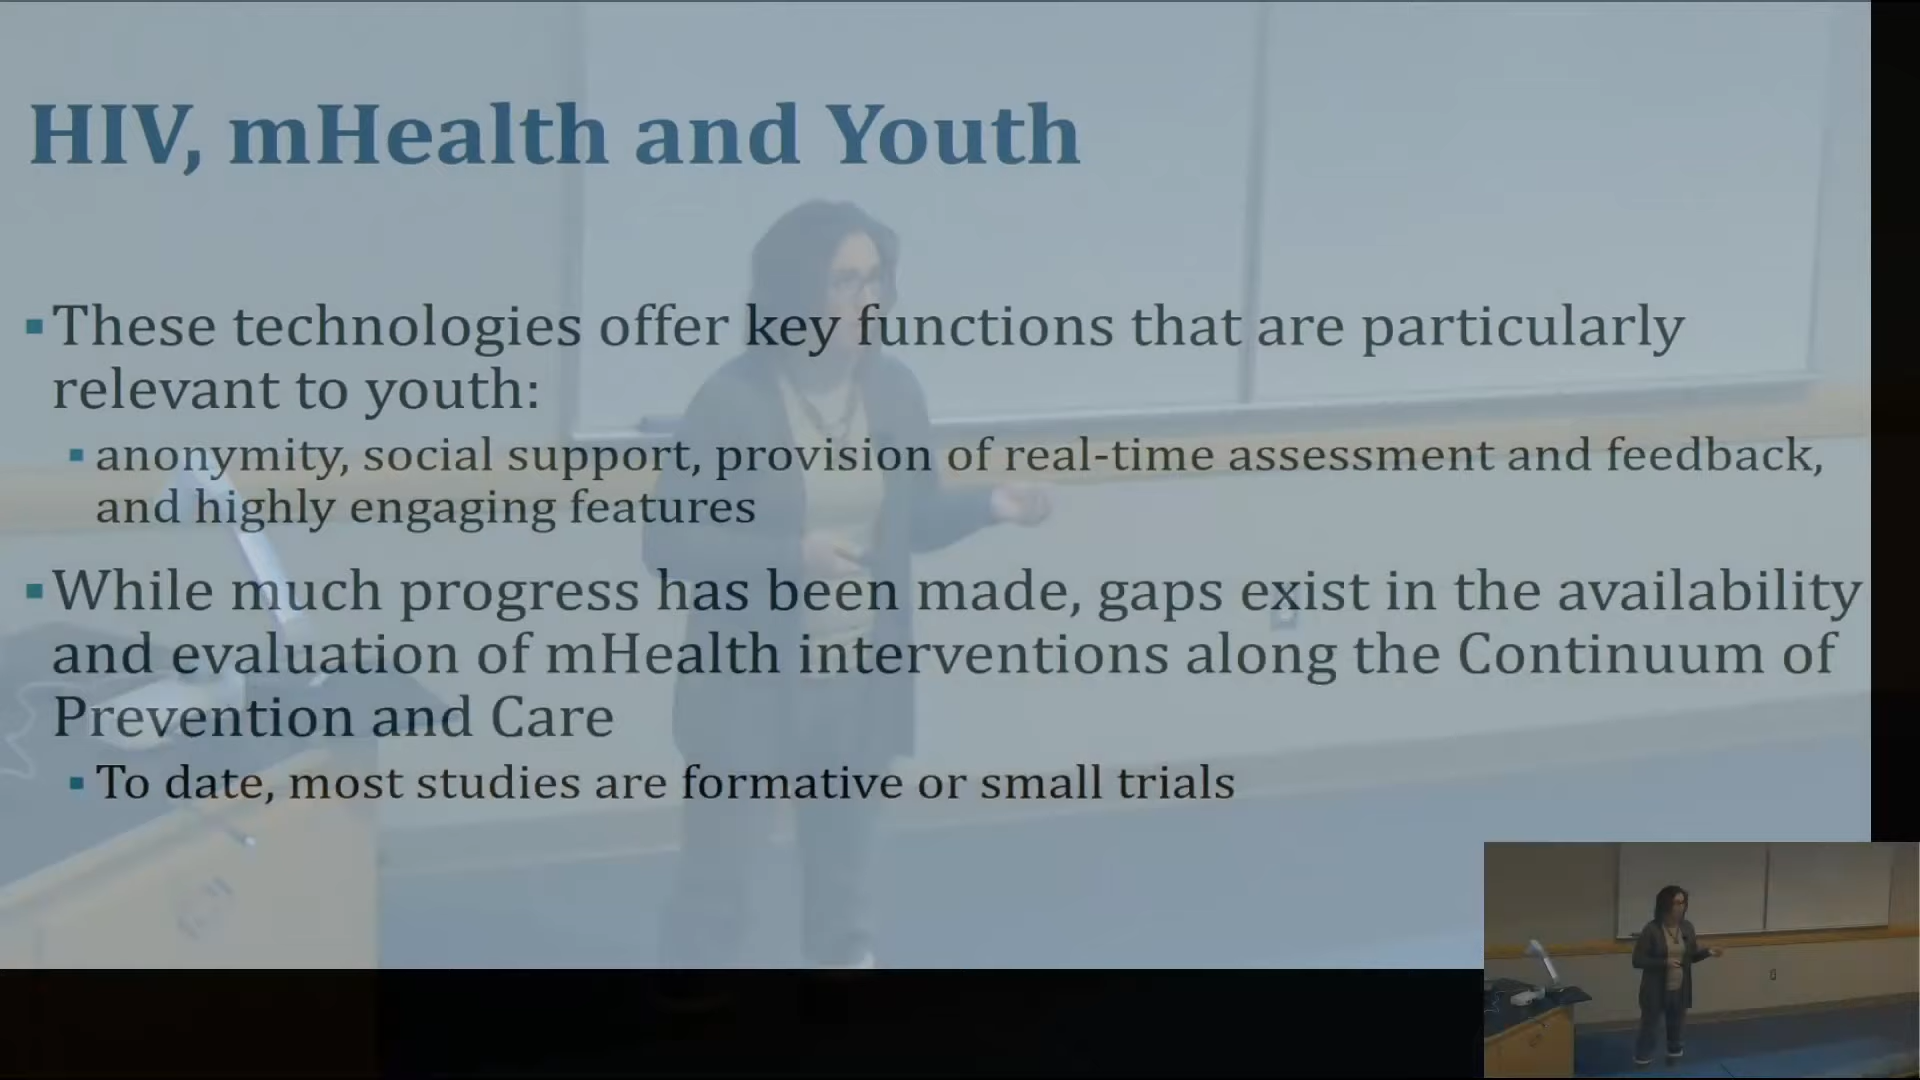 HIV, mHealth and Youth
▪These technologies offer key functions that are particularly
relevant to youth:
▪ anonymity, social support, provision of real-time assessment and feedback,
and highly engaging features
▪While much progress has been made, gaps exist in the availability
and evaluation of mHealth interventions along the Continuum of
Prevention and Care
▪ To date, most studies are formative or small trials